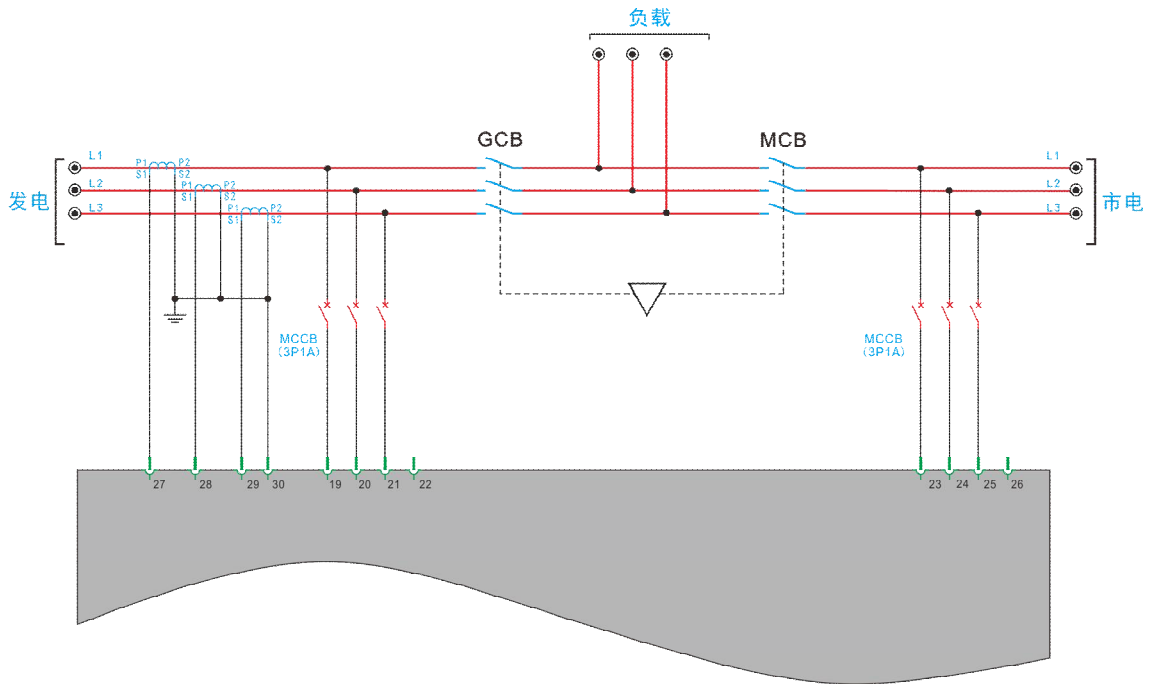 负载
GCB
MCB
L1
P1
P2
S1
S2
L1
L2
P1
P2
S1
S2
L2
L3
P1
P2
S1
S2
L3
发电
市电
MCCB
(3P1A)
MCCB
(3P1A)
27
28
29
30
19
20
21
22
23
24
25
26